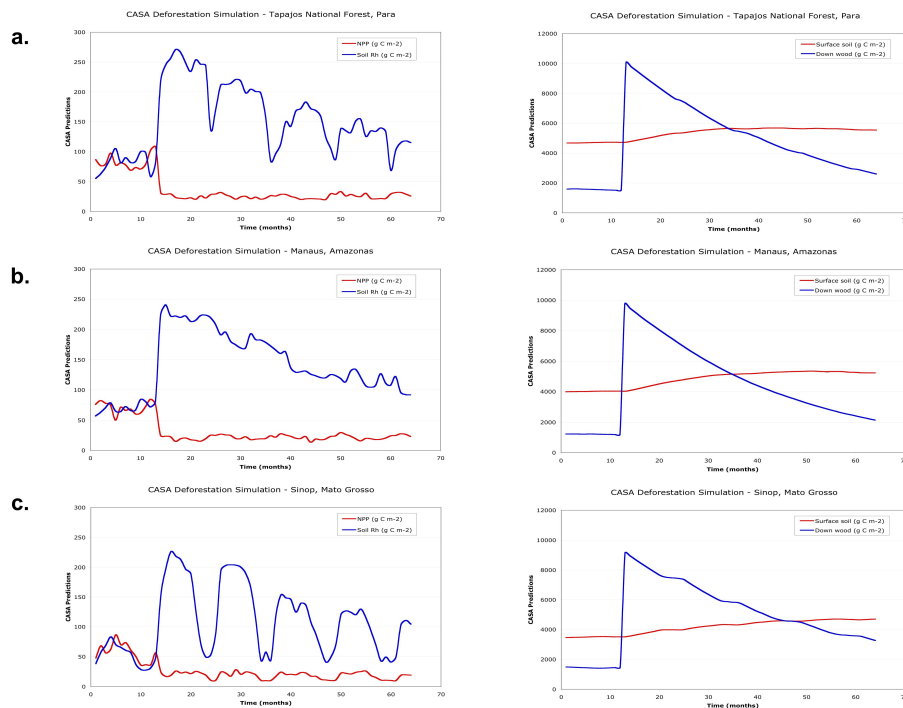 a.
CASA Deforestation Simulation - Tapajos National Forest, Para
300
250
200
150
100
50
0
CASA Predictions
NPP (g C m-2)
Soil Rh (g C m-2)
0 10 20 30 40 50 60 70
Time (months)
CASA Deforestation Simulation - Tapajos National Forest, Para
12000
10000
8000
6000
4000
2000
0
CASA Predictions
Surface soil (g C m-2)
Down wood (g C m-2)
0 10 20 30 40 50 60 70
Time (months)
b.
CASA Deforestation Simulation - Manaus, Amazonas
300
250
200
150
100
50
0
CASA Predictions
NPP (g C m-2)
Soil Rh (g C m-2)
0 10 20 30 40 50 60 70
Time (months)
CASA Deforestation Simulation - Manaus, Amazonas
12000
10000
8000
6000
4000
2000
0
CASA Predictions
Surface soil (g C m-2)
Down wood (g C m-2)
0 10 20 30 40 50 60 70
Time (months)
c.
CASA Deforestation Simulation - Sinop, Mato Grosso
300
250
200
150
100
50
0
CASA Predictions
NPP (g C m-2)
Soil Rh (g C m-2)
0 10 20 30 40 50 60 70
Time (months)
CASA Deforestation Simulation - Sinop, Mato Grosso
12000
10000
8000
6000
4000
2000
0
CASA Predictions
Surface soil (g C m-2)
Down wood (g C m-2)
0 10 20 30 40 50 60 70
Time (months)